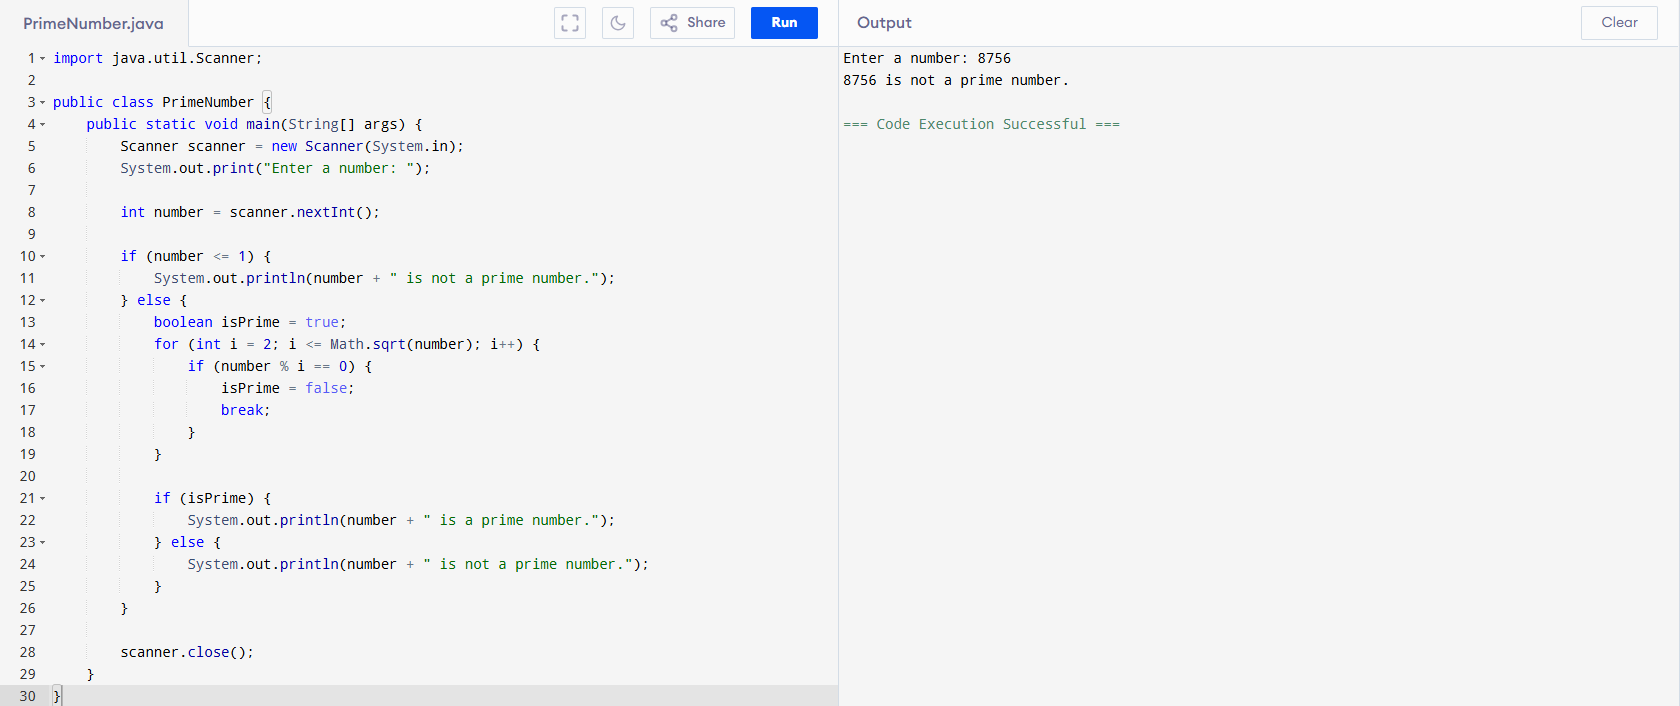 PrimeNumber.java
Share
Run
Output
Clear
1 import java.util.Scanner;
2
3 public class PrimeNumber {
4     public static void main(String[] args) {
5         Scanner scanner = new Scanner(System.in);
6         System.out.print("Enter a number: ");
7
8         int number = scanner.nextInt();
9
10         if (number <= 1) {
11             System.out.println(number + " is not a prime number.");
12         } else {
13             boolean isPrime = true;
14             for (int i = 2; i <= Math.sqrt(number); i++) {
15                 if (number % i == 0) {
16                     isPrime = false;
17                     break;
18                 }
19             }
20
21             if (isPrime) {
22                 System.out.println(number + " is a prime number.");
23             } else {
24                 System.out.println(number + " is not a prime number.");
25             }
26         }
27
28         scanner.close();
29     }
30 }
Enter a number: 8756
8756 is not a prime number.
=== Code Execution Successful ===